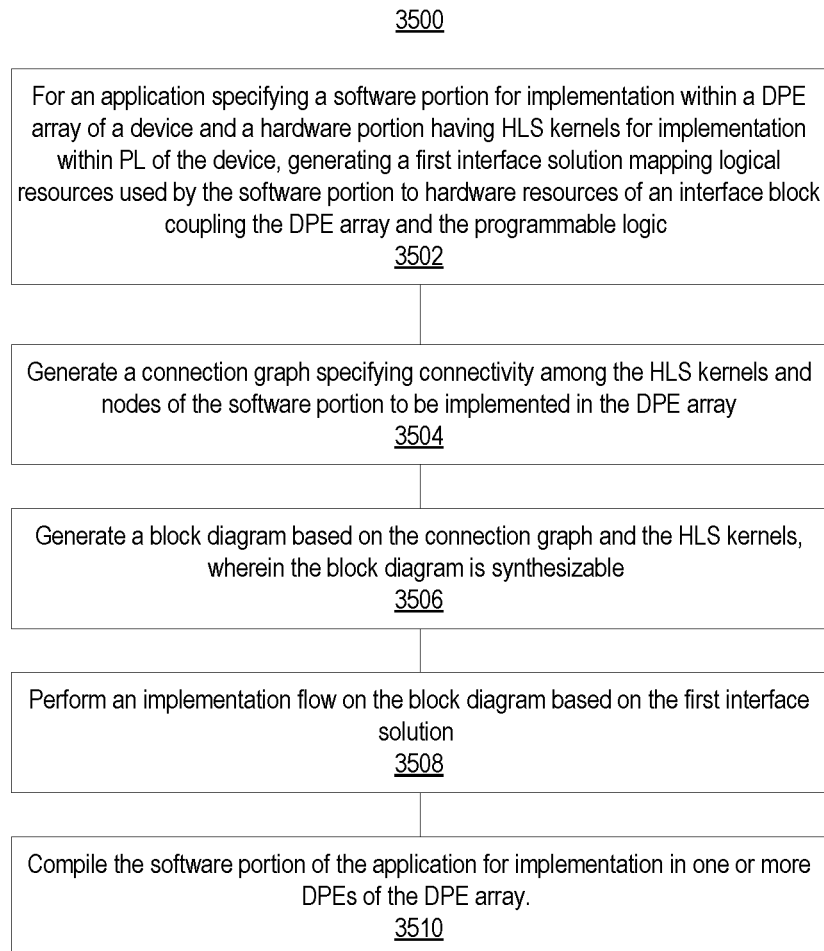 3500
For an application specifying a software portion for implementation within a DPE
array of a device and a hardware portion having HLS kernels for implementation
within PL of the device, generating a first interface solution mapping logical
resources used by the software portion to hardware resources of an interface block
coupling the DPE array and the programmable logic
3502
Generate a connection graph specifying connectivity among the HLS kernels and
nodes of the software portion to be implemented in the DPE array
3504
Generate a block diagram based on the connection graph and the HLS kernels,
wherein the block diagram is synthesizable
3506
Perform an implementation flow on the block diagram based on the first interface
solution
3508
Compile the software portion of the application for implementation in one or more
DPEs of the DPE array.
3510